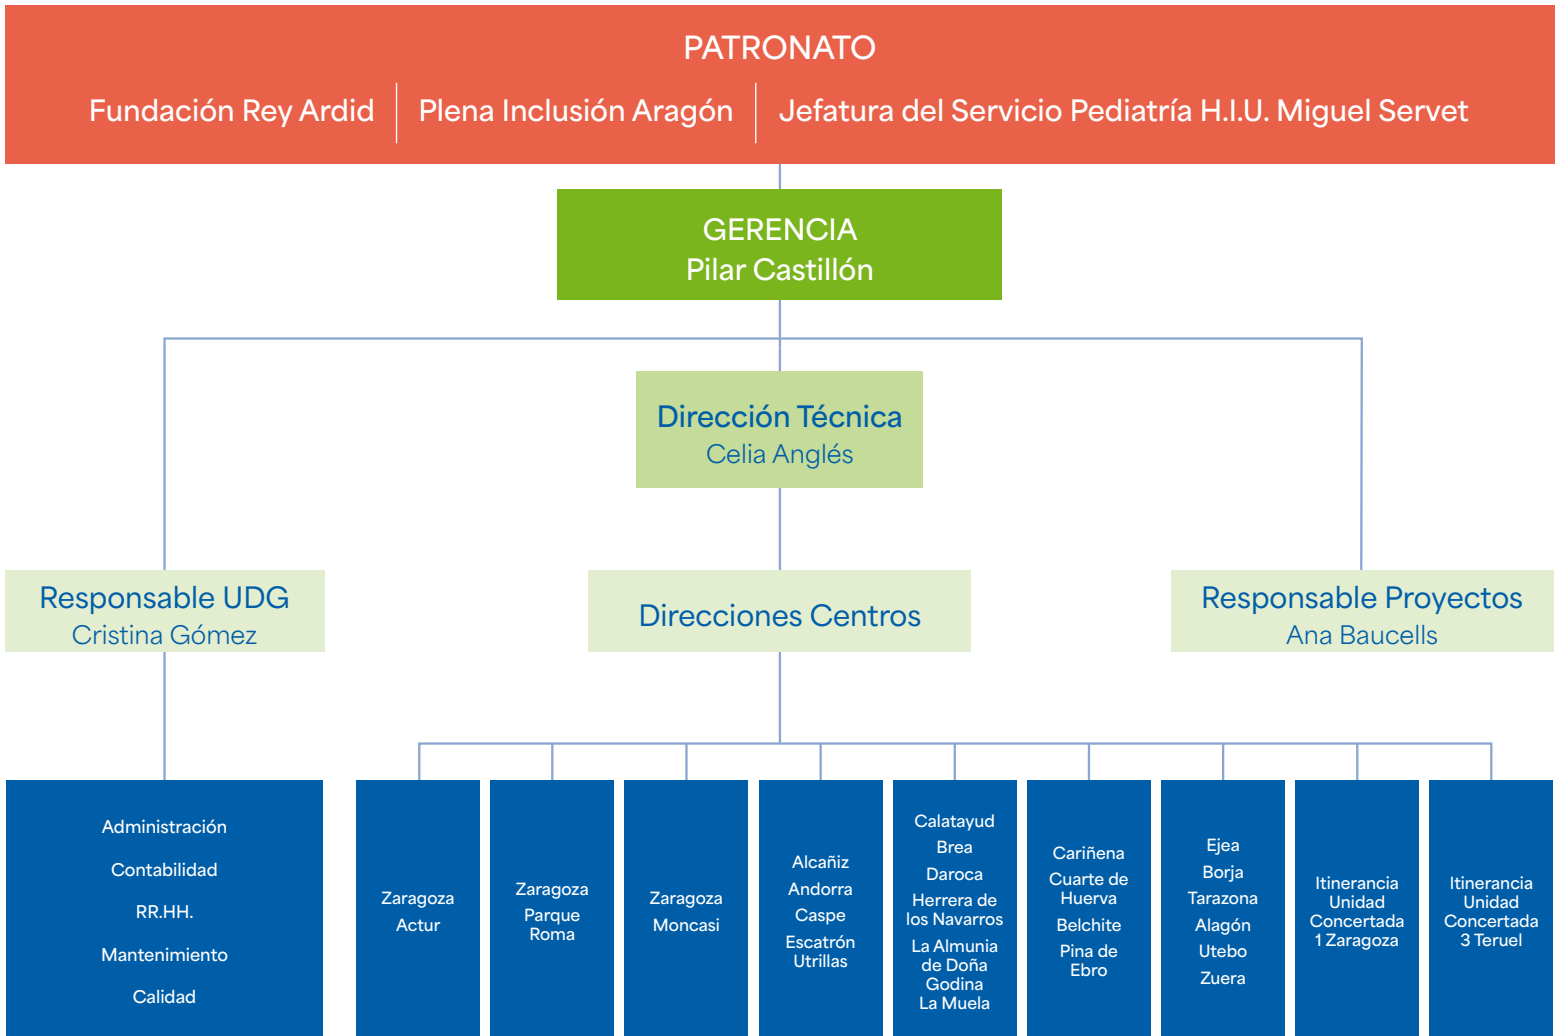 PATRONATO
Fundación Rey Ardid
Plena Inclusión Aragón
Jefatura del Servicio Pediatría H.I.U. Miguel Servet
GERENCIA
Pilar Castillón
Dirección Técnica
Celia Anglés
Responsable UDG
Cristina Gómez
Direcciones Centros
Responsable Proyectos
Ana Baucells
Administración
Contabilidad
RR.HH.
Mantenimiento
Calidad
Zaragoza
Actur
Zaragoza
Parque
Roma
Zaragoza
Moncasi
Alcañiz
Andorra
Caspe
Escatrón
Utrillas
Calatayud
Brea
Daroca
Herrera de
los Navarros
La Almunia
de Doña
Godina
La Muela
Cariñena
Cuarte de
Huerva
Belchite
Pina de
Ebro
Ejea
Borja
Tarazona
Alagón
Utebo
Zuera
Itinerancia
Unidad
Concertada
1 Zaragoza
Itinerancia
Unidad
Concertada
3 Teruel